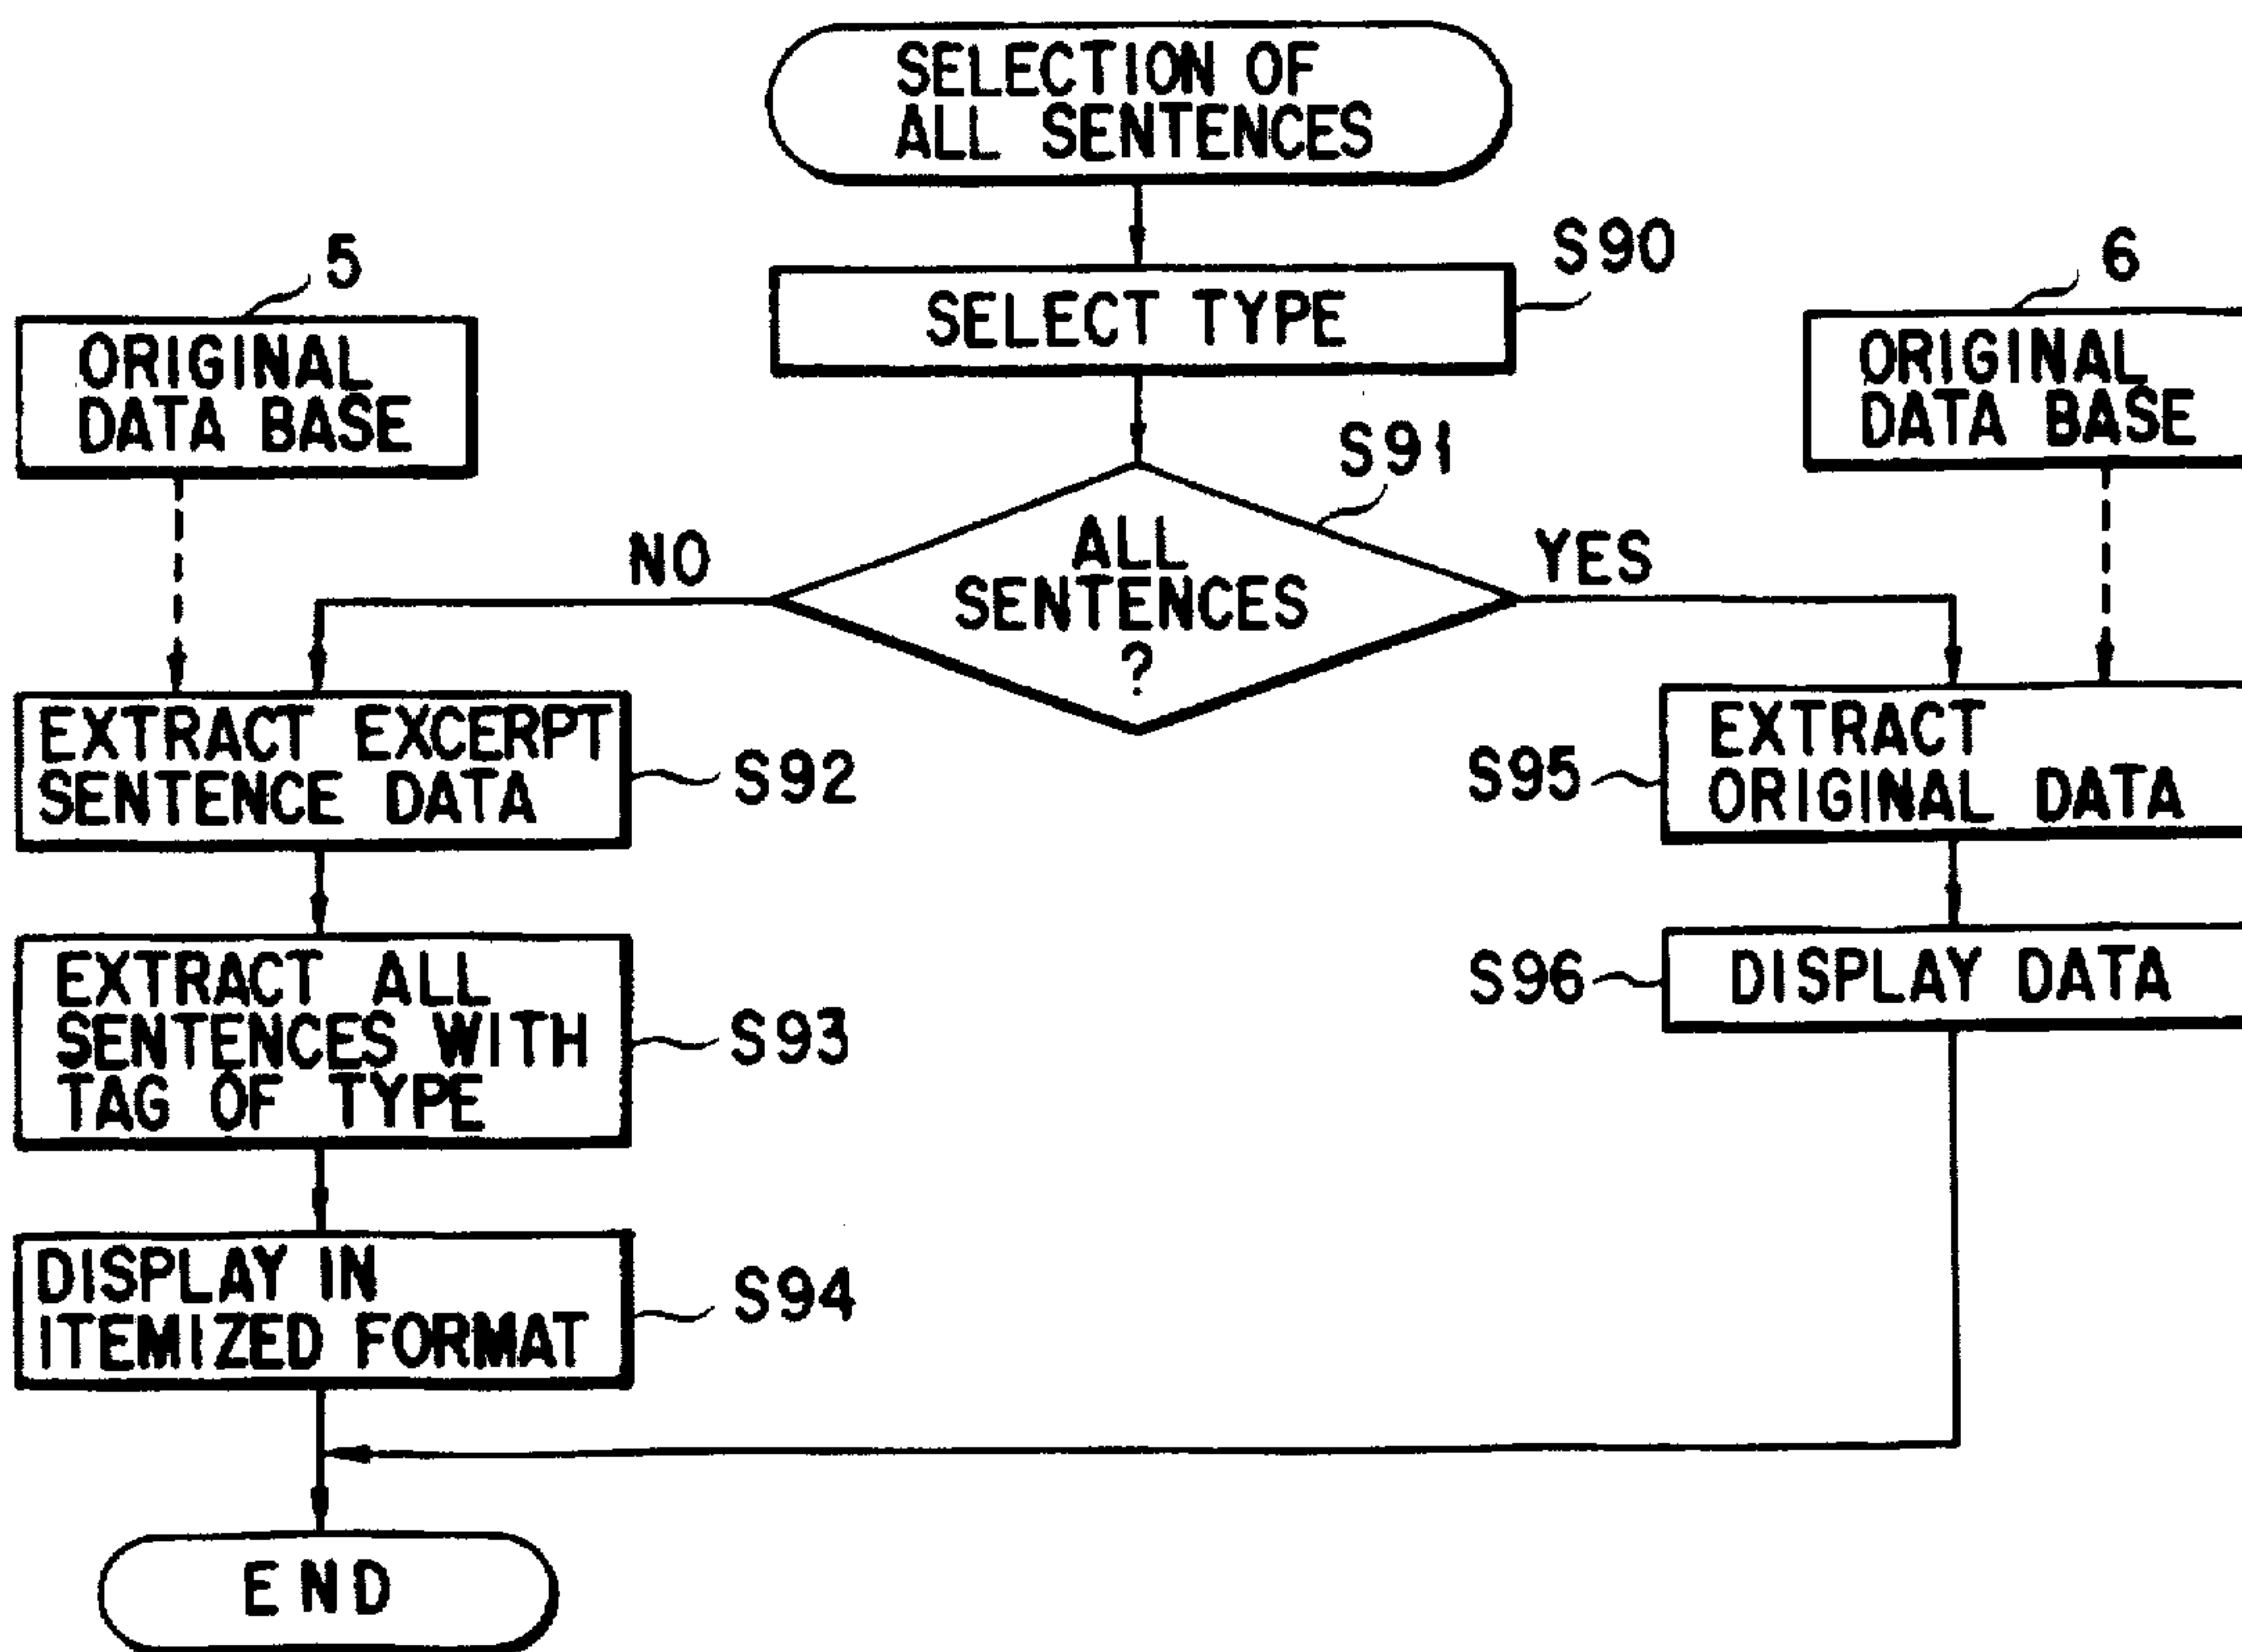 SELECTION OF
ALL SENTENCES
S90
SELECT TYPE
5
ORIGINAL
DATA BASE
6
ORIGINAL
DATA BASE
S91
ALL
SENTENCES
?
NO
YES
EXTRACT EXCERPT
SENTENCE DATA
S92
EXTRACT ALL
SENTENCES WITH
TAG OF TYPE
S93
DISPLAY IN
ITEMIZED FORMAT
S94
S95
EXTRACT
ORIGINAL DATA
S96
DISPLAY DATA
END